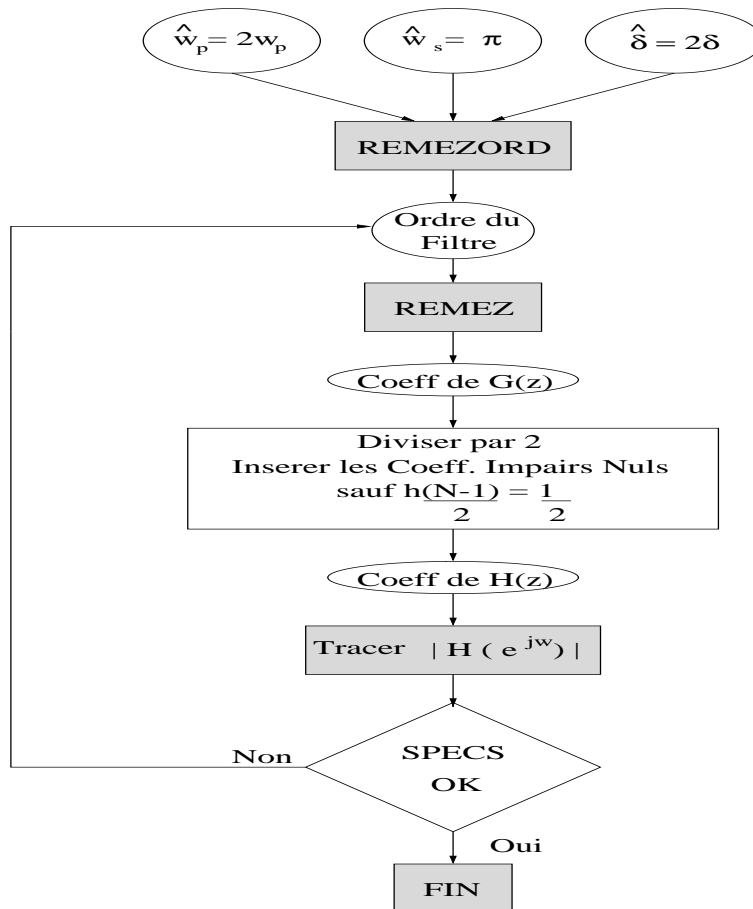 ŵp = 2wp
ŵ s = π
δ̂ = 2δ
REMEZORD
Ordre du
Filtre
REMEZ
Coeff de G(z)
Diviser par 2
Inserer les Coeff. Impairs Nuls
sauf h(N-1) = 1
2 2
Coeff de H(z)
Tracer | H ( e jw) |
Non
SPECS
OK
Oui
FIN